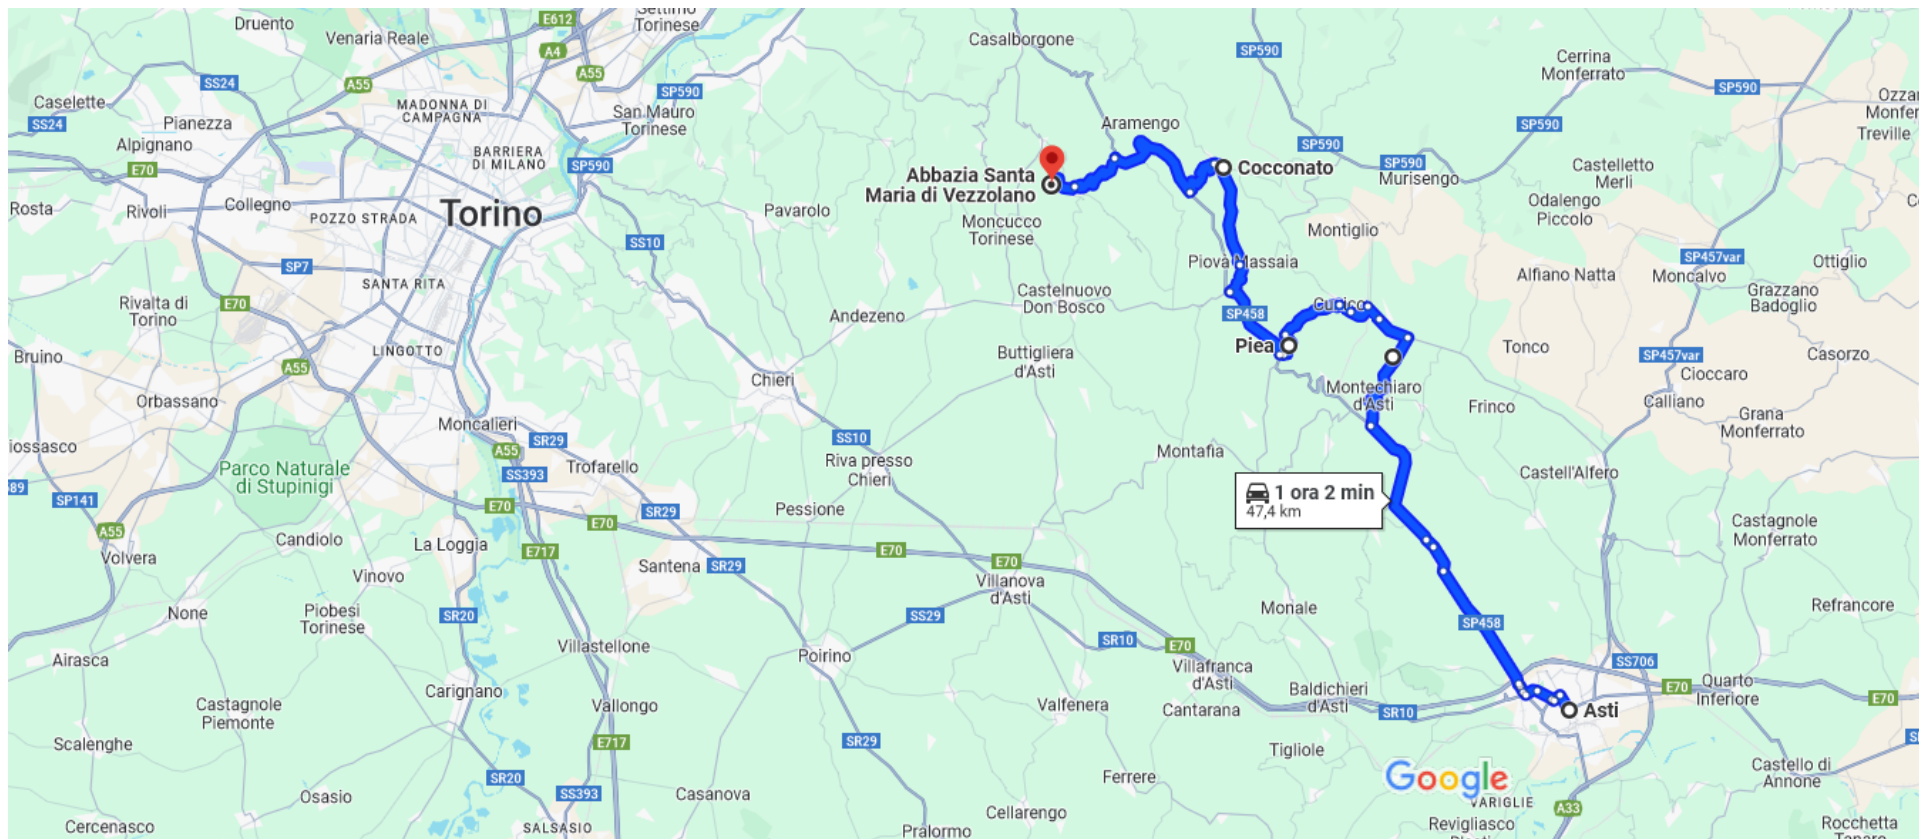 Druento
Venaria Reale
E612
Settimo
Torinese
A4
A55
Casalborgone
SP590
Cerrina
Monferrato
SP590
Caselette
SS24
A55
MADONNA DI
CAMPAGNA
SP590
San Mauro
Torinese
Aramengo
SP590
SS24
Pianezza
Alpignano
E70
BARRIERA
DI MILANO
SP590
SP590
Murisengo
Castelletto
Merli
Treville
Abbazia Santa
Maria di Vezzolano
Cocconato
Rosta
Rivoli
Collegno
POZZO STRADA
Torino
Pavarolo
Moncucco
Torinese
Odalengo
Piccolo
Montiglio
SS10
SP7
SANTA RITA
Piova Massaia
Alfiano Natta
SP457var
Moncalvo
Ottiglio
Rivalta di
Torino
E70
Andezeno
Castelnuovo
Don Bosco
SP458
Cunico
Grazzano
Badoglio
Bruino
LINGOTTO
A55
Buttigliera
d'Asti
Piea
Tonco
SP457var
Casorzo
Orbassano
Chieri
Montechiaro
d'Asti
Cioccaro
Calliano
Frinco
Grana
Monferrato
Moncalieri
SR29
A55
SS10
Parco Naturale
di Stupinigi
SS393
Trofarello
Riva presso
Chieri
Montafia
Castell'Alfero
SP141
A55
E70
E70
SR29
Pessione
1 ora 2 min
47,4 km
Castagnole
Monferrato
Volvera
Candiolo
La Loggia
E717
E70
E70
Vinovo
Santena
SR29
Villanova
d'Asti
None
Piobesi
Torinese
SR20
SS29
SR10
Monale
E70
SP458
Refrancore
Airasca
Villastellone
Poirino
Villafranca
d'Asti
SS706
Castagnole
Piemonte
Carignano
Vallongo
Valfenera
Cantarana
Baldichieri
d'Asti
SR10
E70
Quarto
Inferiore
E70
Asti
Scalenghe
E717
SR29
Tigliole
SR20
SS393
Ferrere
Google
Castello di
Annone
Osasio
Casanova
Cellarengo
VARIGLIE
A33
Cercenasco
SALSASIO
Pralormo
Revigliasco
Rocchetta